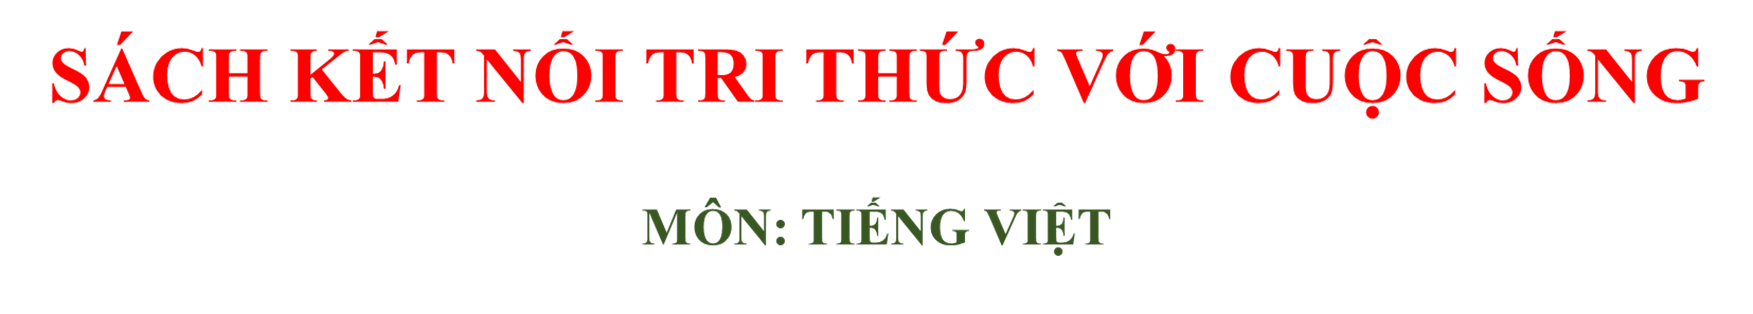 SÁCH KẾT NỐI TRI THỨC VỚI CUỘC SỐNG
MÔN: TIẾNG VIỆT